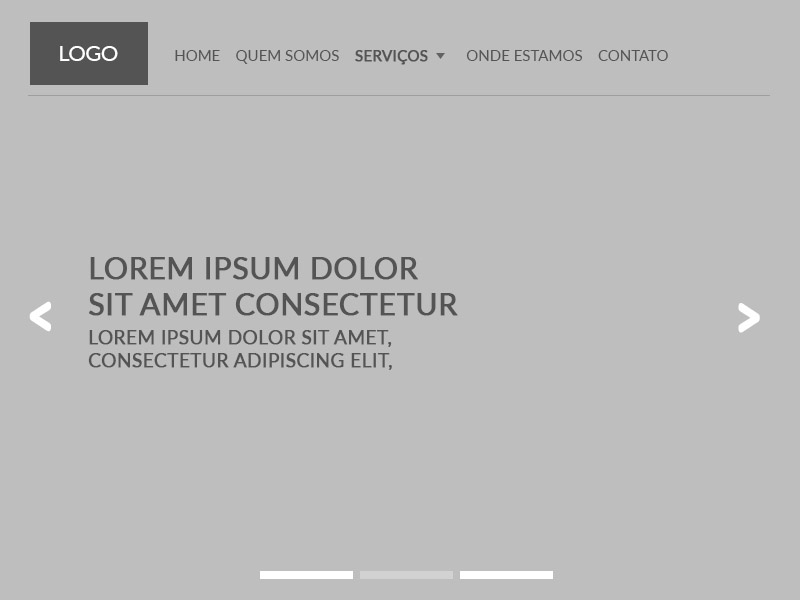 LOGO
HOME QUEM SOMOS SERVIÇOS ONDE ESTAMOS CONTATO
LOREM IPSUM DOLOR
SIT AMET CONSECTETUR
LOREM IPSUM DOLOR SIT AMET,
CONSECTETUR ADIPISCING ELIT,